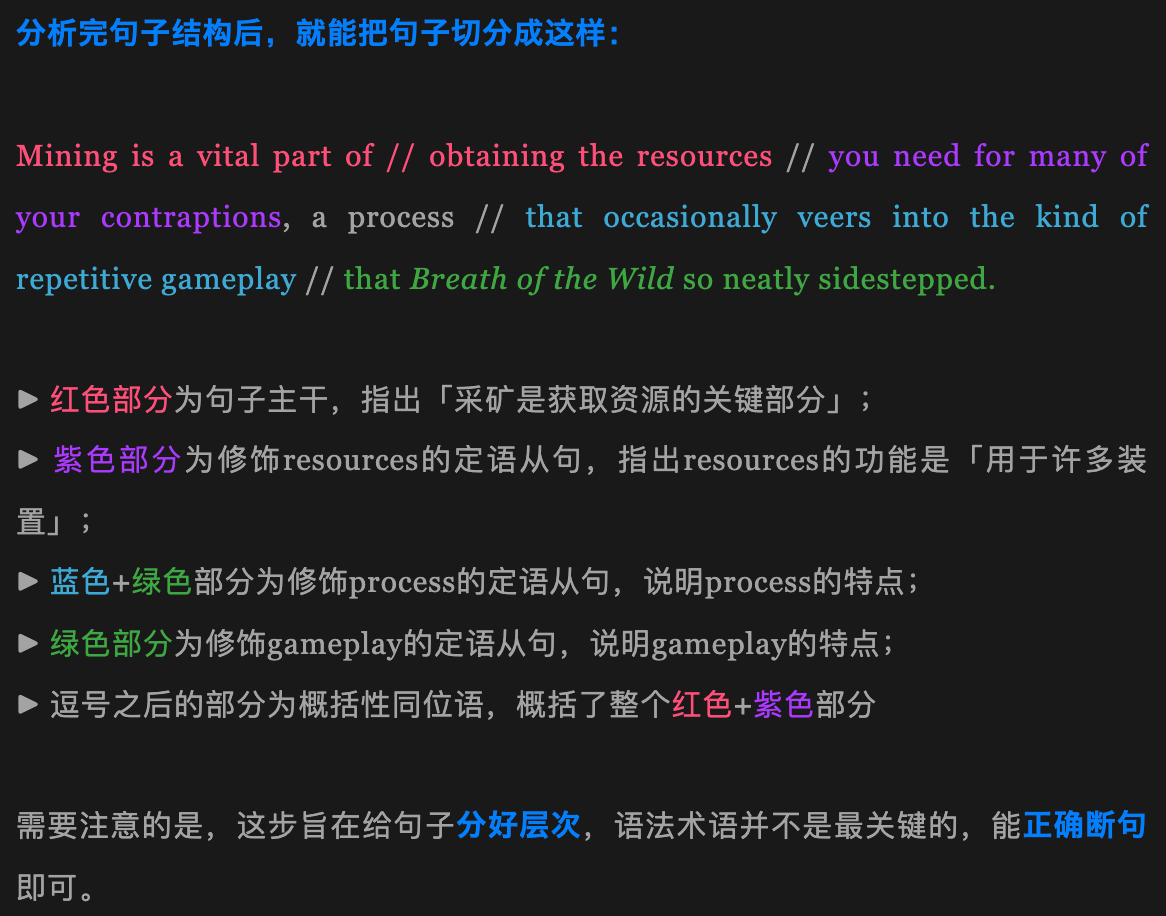 分析完句子结构后，就能把句子切分成这样：
Mining is a vital part of // obtaining the resources // you need for many of
your contraptions, a process // that occasionally veers into the kind of
repetitive gameplay // that Breath of the Wild so neatly sidestepped.
▶ 红色部分为句子主干，指出「采矿是获取资源的关键部分」；
▶ 紫色部分为修饰resources的定语从句，指出resources的功能是「用于许多装
置」；
▶ 蓝色+绿色部分为修饰process的定语从句，说明process的特点；
▶ 绿色部分为修饰gameplay的定语从句，说明gameplay的特点；
▶ 逗号之后的部分为概括性同位语，概括了整个红色+紫色部分
需要注意的是，这步旨在给句子分好层次，语法术语并不是最关键的，能正确断句
即可。